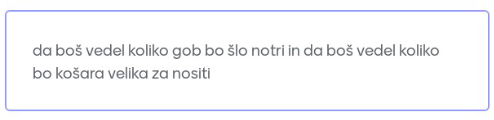 da boš vedel koliko gob bo šlo notri in da boš vedel koliko
bo košara velika za nositi